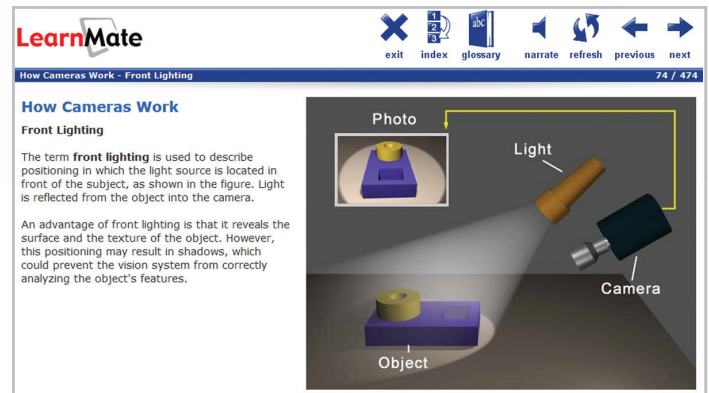 LearnMate
exit index glossary narrate refresh previous next
How Cameras Work - Front Lighting 74 / 474
How Cameras Work
Front Lighting
The term front lighting is used to describe
positioning in which the light source is located in
front of the subject, as shown in the figure. Light
is reflected from the object into the camera.
An advantage of front lighting is that it reveals the
surface and the texture of the object. However,
this positioning may result in shadows, which
could prevent the vision system from correctly
analyzing the object's features.
Photo
Light
Camera
Object
1
2
3
abc